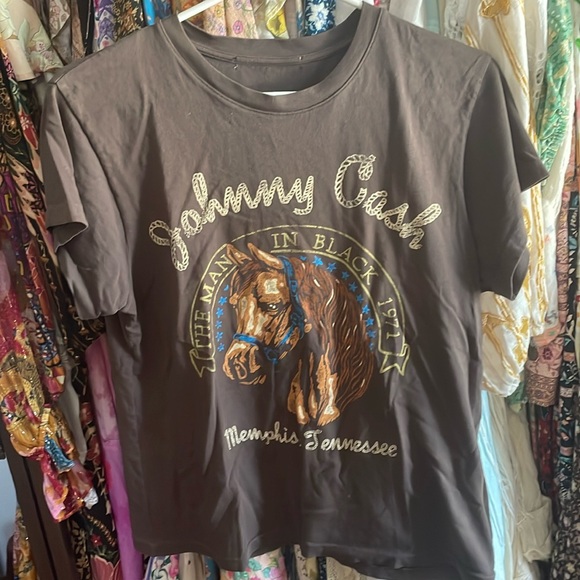 Johnny Cash
THE MAN IN BLACK 1971
Memphis, Tennessee